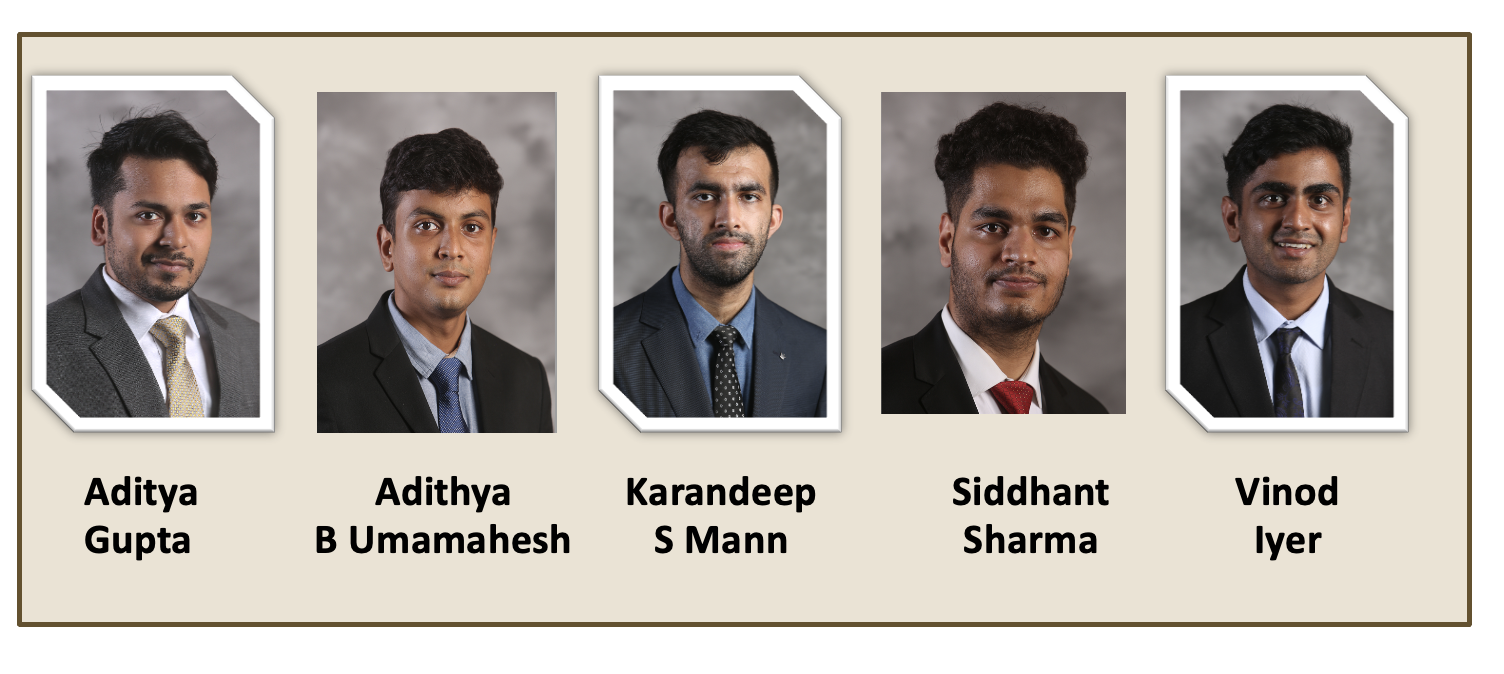 Aditya
Gupta
Adithya
B Umamahesh
Karandeep
S Mann
Siddhant
Sharma
Vinod
Iyer